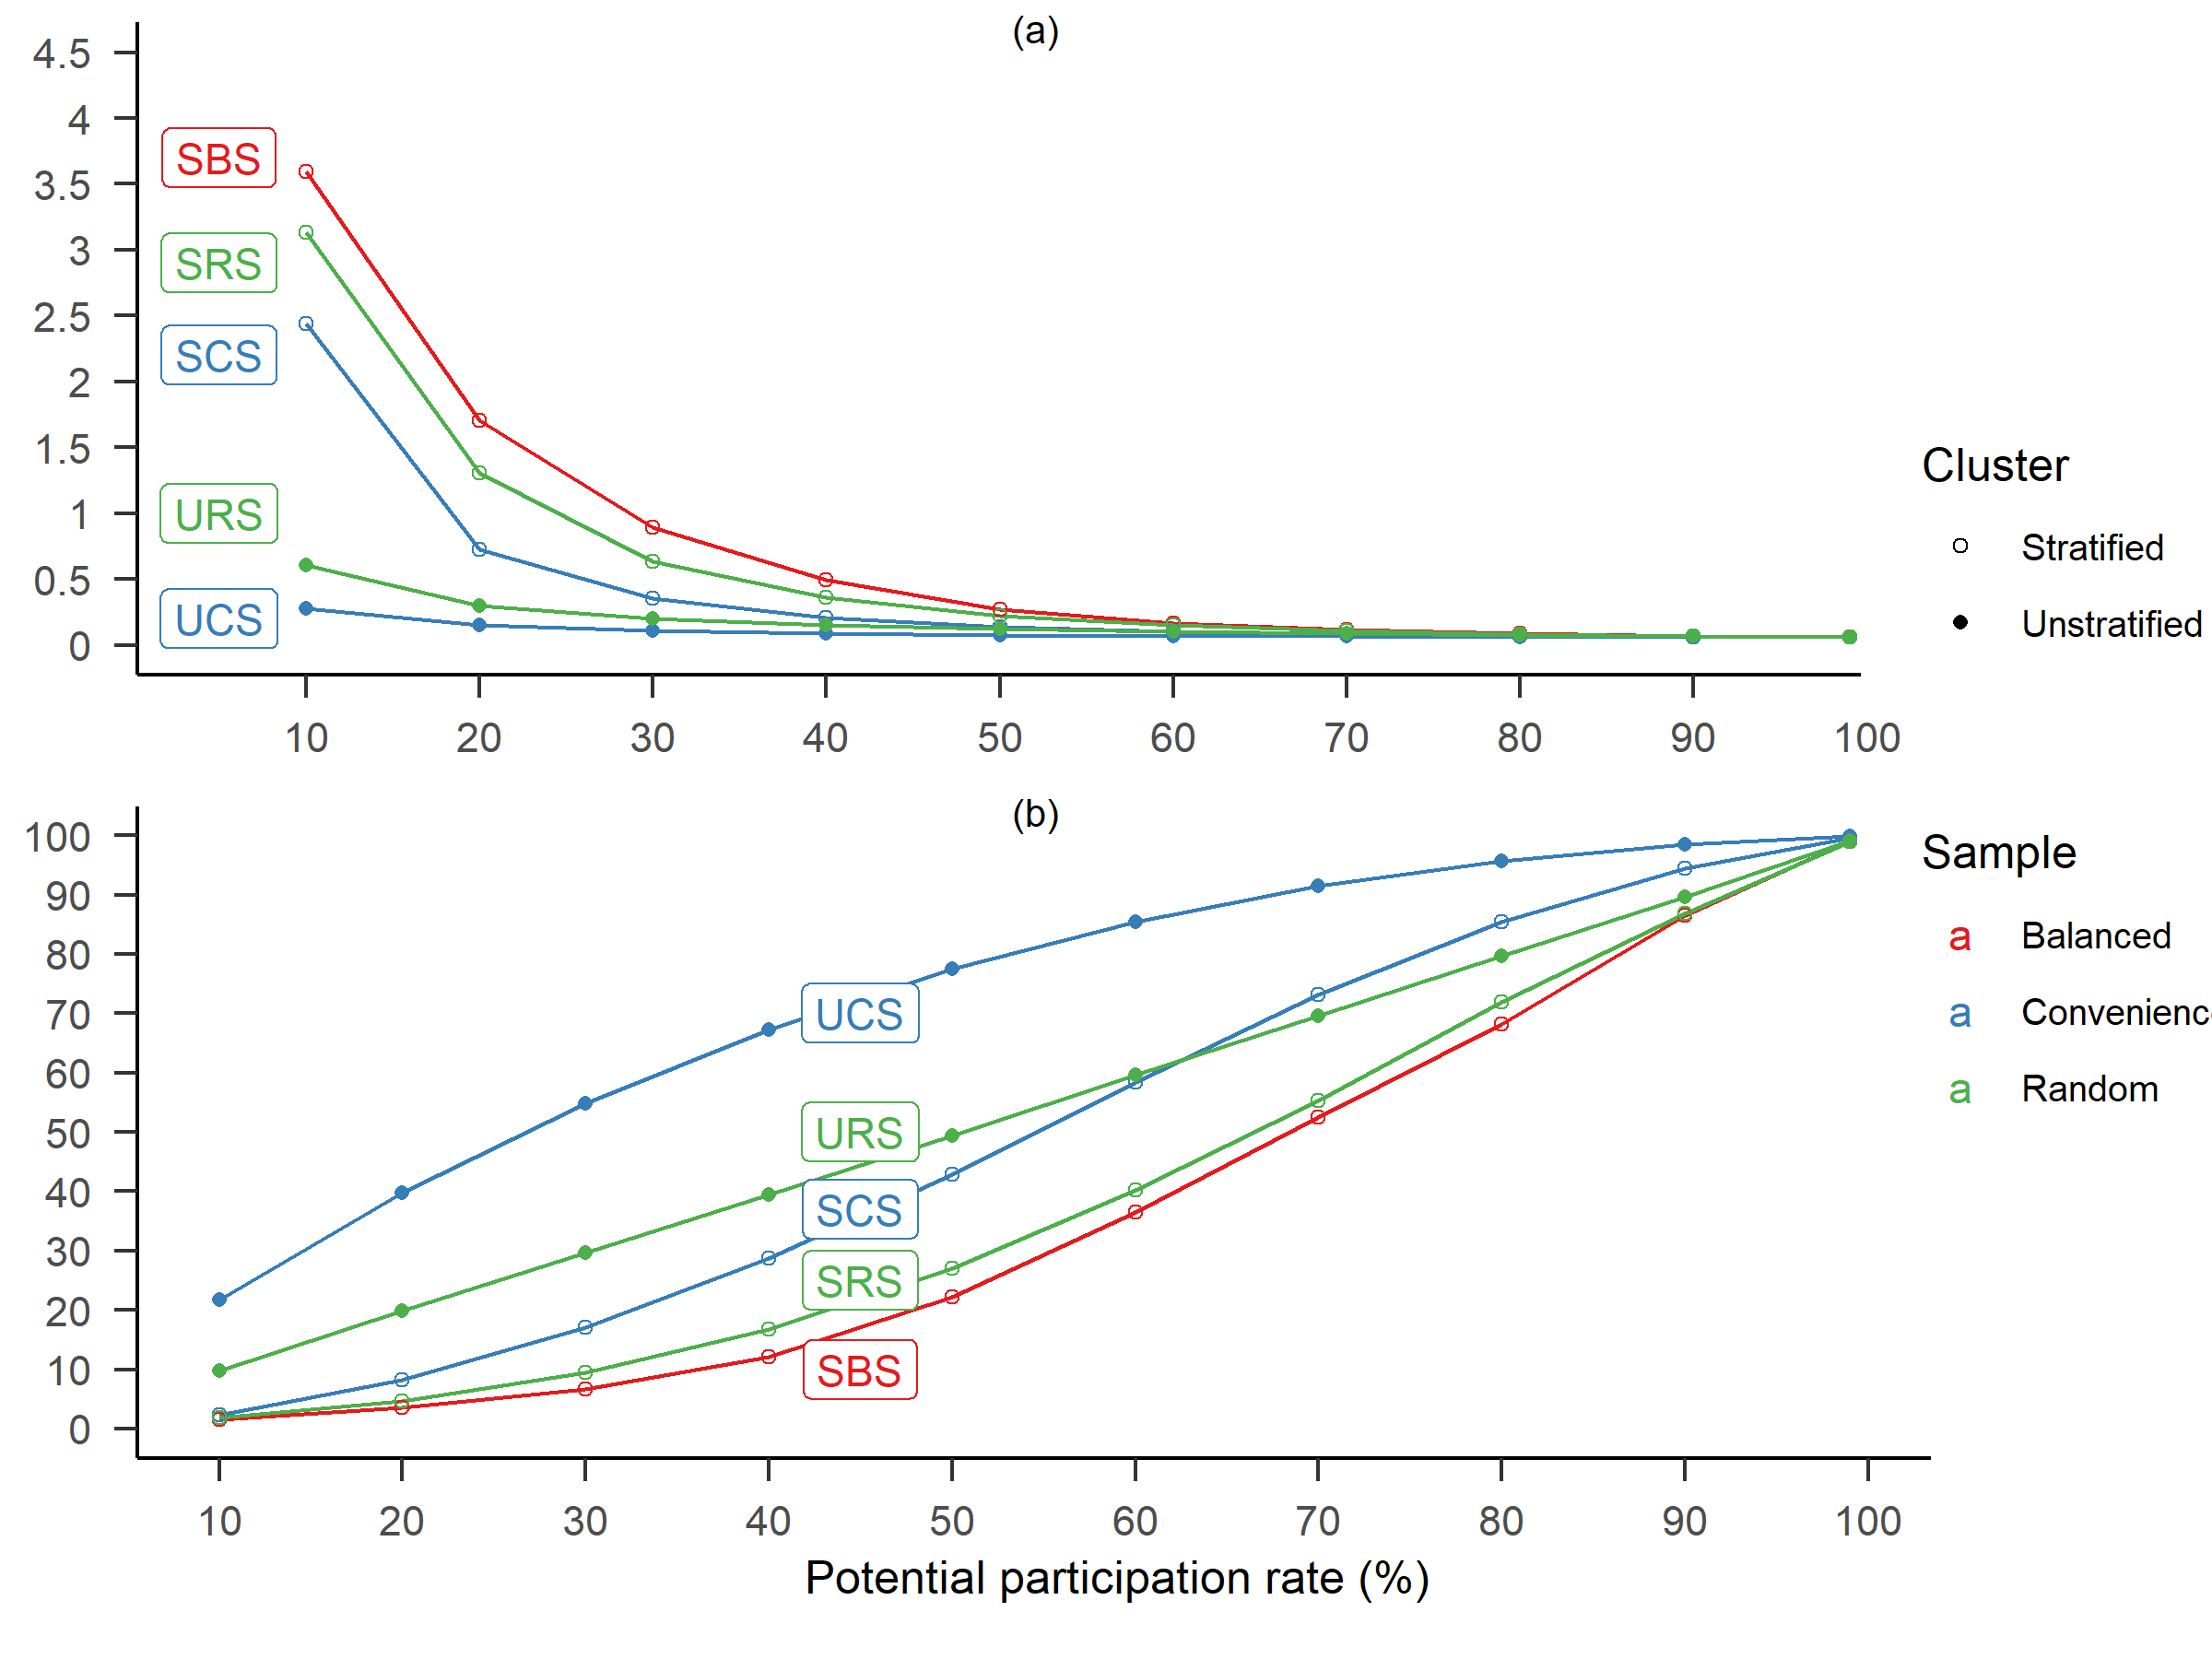 (a)
4.5
4
3.5
3
2.5
2
1.5
1
0.5
0
SBS
SRS
SCS
URS
UCS
10 20 30 40 50 60 70 80 90 100
Cluster
Stratified
Unstratified
(b)
100
90
80
70
60
50
40
30
20
10
0
UCS
URS
SCS
SRS
SBS
10 20 30 40 50 60 70 80 90 100
Potential participation rate (%)
Sample
a Balanced
a Convenienc
a Random